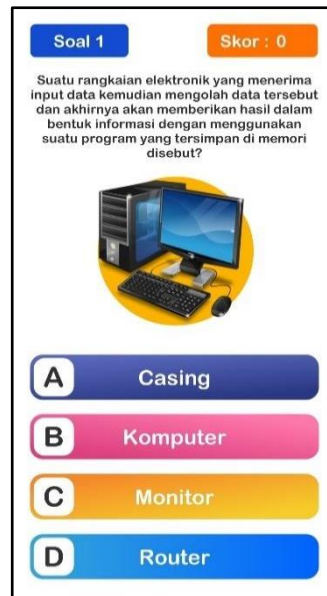 Soal 1
Skor : 0
Suatu rangkaian elektronik yang menerima
input data kemudian mengolah data tersebut
dan akhirnya akan memberikan hasil dalam
bentuk informasi dengan menggunakan
suatu program yang tersimpan di memori
disebut?
A Casing
B Komputer
C Monitor
D Router